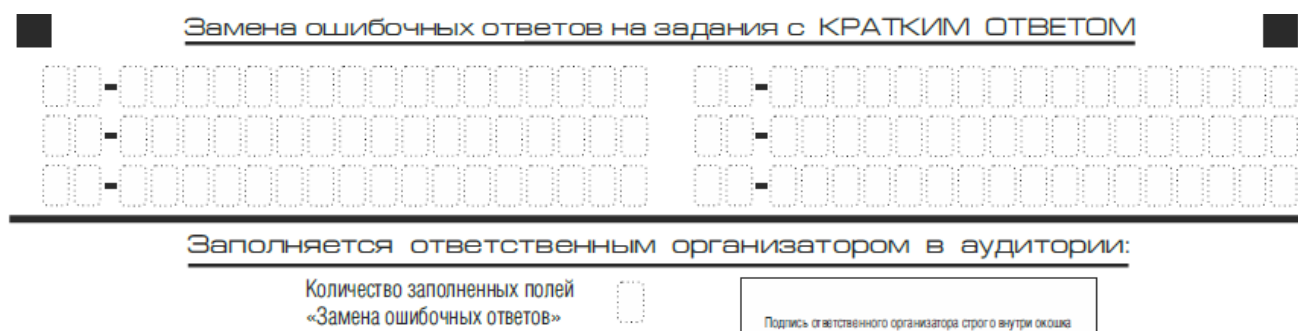 Замена ошибочных ответов на задания с КРАТКИМ ОТВЕТОМ
Заполняется ответственным организатором в аудитории:
Количество заполненных полей
«Замена ошибочных ответов»
Подпись ответственного организатора строго внутри окошка